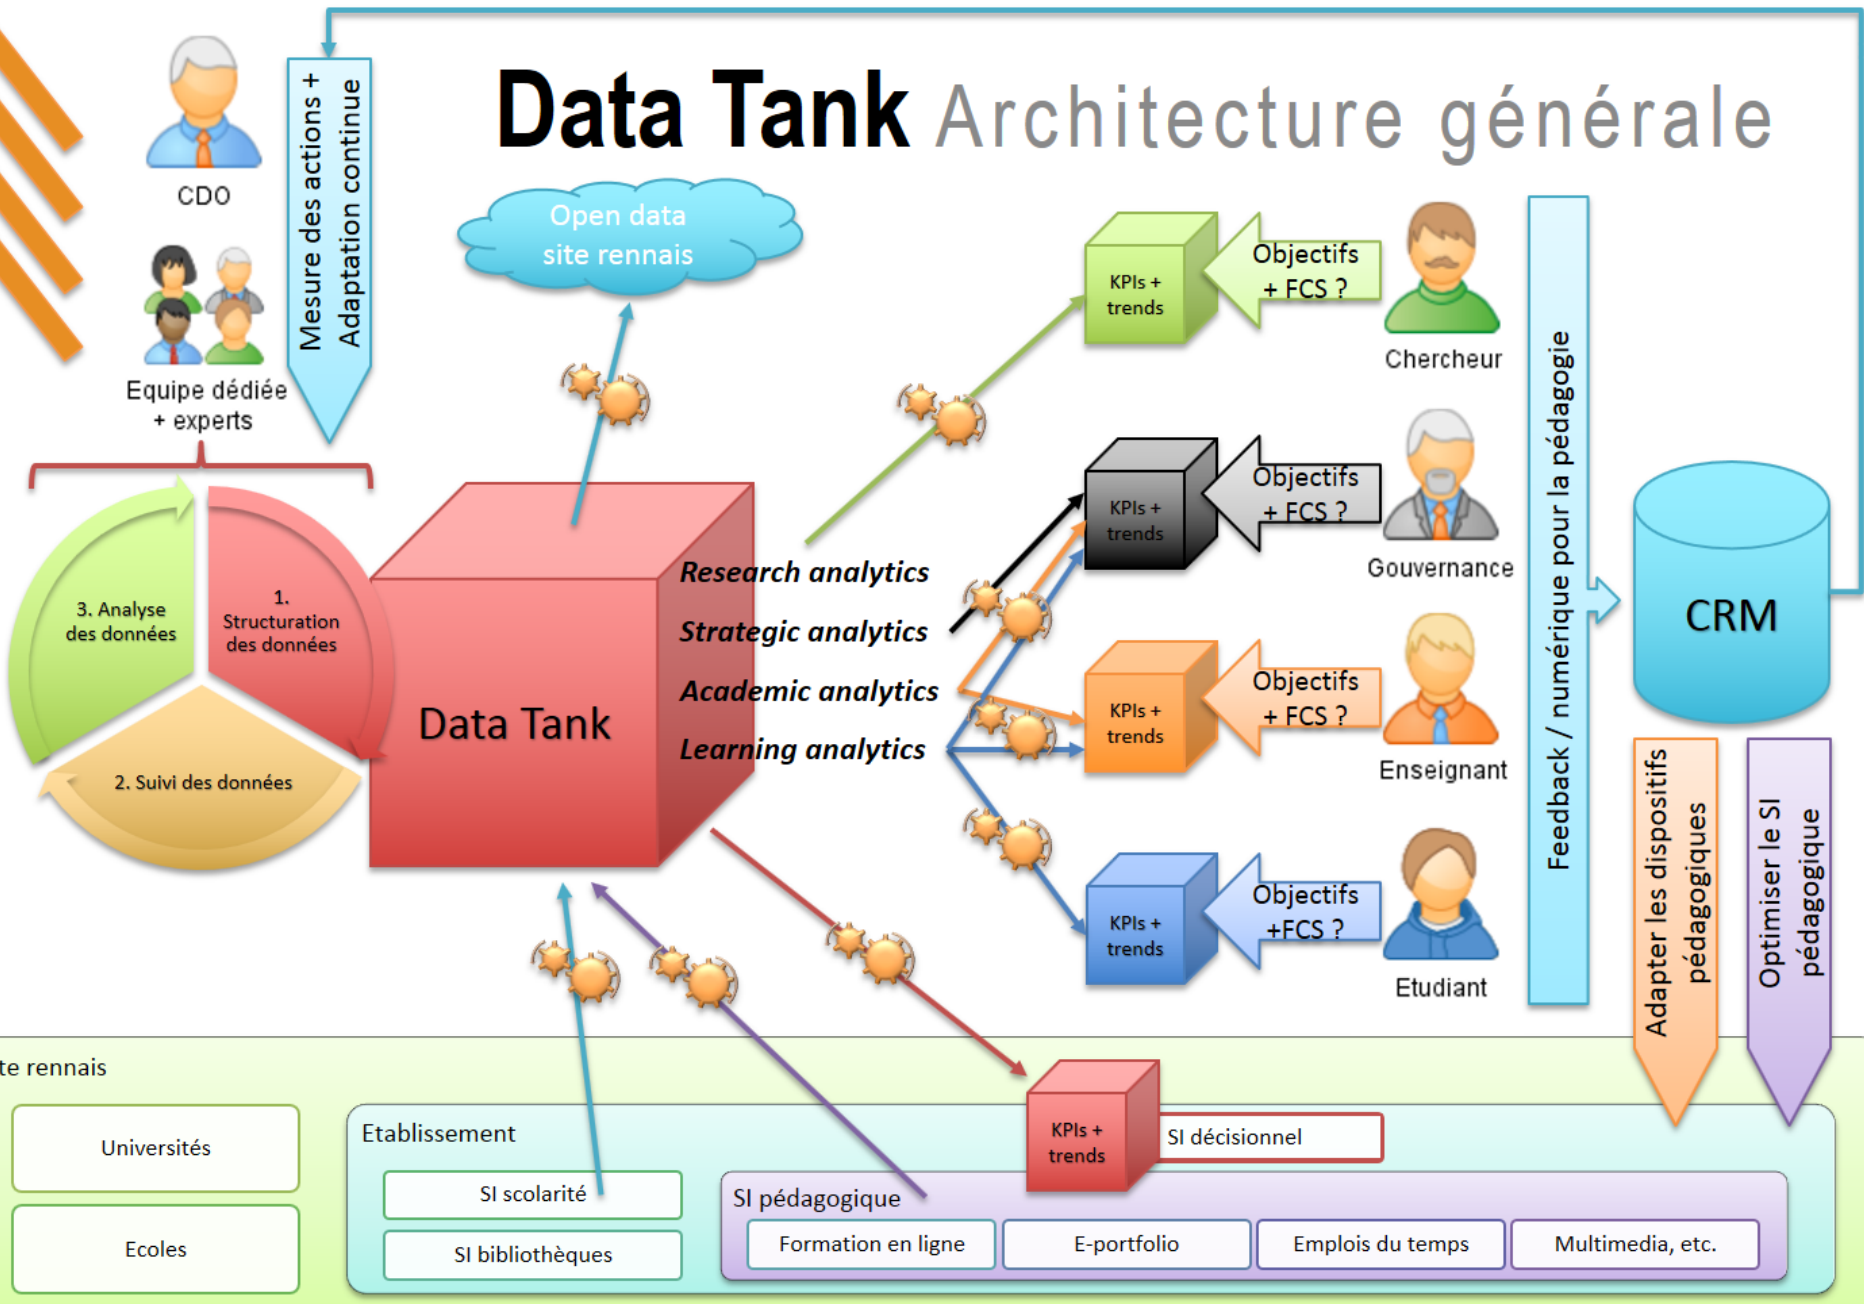 Data Tank Architecture générale
CDO
Equipe dédiée
+ experts
Mesure des actions +
Adaptation continue
Open data
site rennais
3. Analyse
des données
1.
Structuration
des données
2. Suivi des données
Data Tank
Research analytics
Strategic analytics
Academic analytics
Learning analytics
KPIs +
trends
Objectifs
+ FCS ?
Chercheur
KPIs +
trends
Objectifs
+ FCS ?
Gouvernance
KPIs +
trends
Objectifs
+ FCS ?
Enseignant
KPIs +
trends
Objectifs
+FCS ?
Etudiant
Feedback / numérique pour la pédagogie
CRM
Adapter les dispositifs
pédagogiques
Optimiser le SI
pédagogique
te rennais
Universités
Ecoles
Etablissement
SI scolarité
SI bibliothèques
KPIs +
trends
SI décisionnel
SI pédagogique
Formation en ligne
E-portfolio
Emplois du temps
Multimedia, etc.